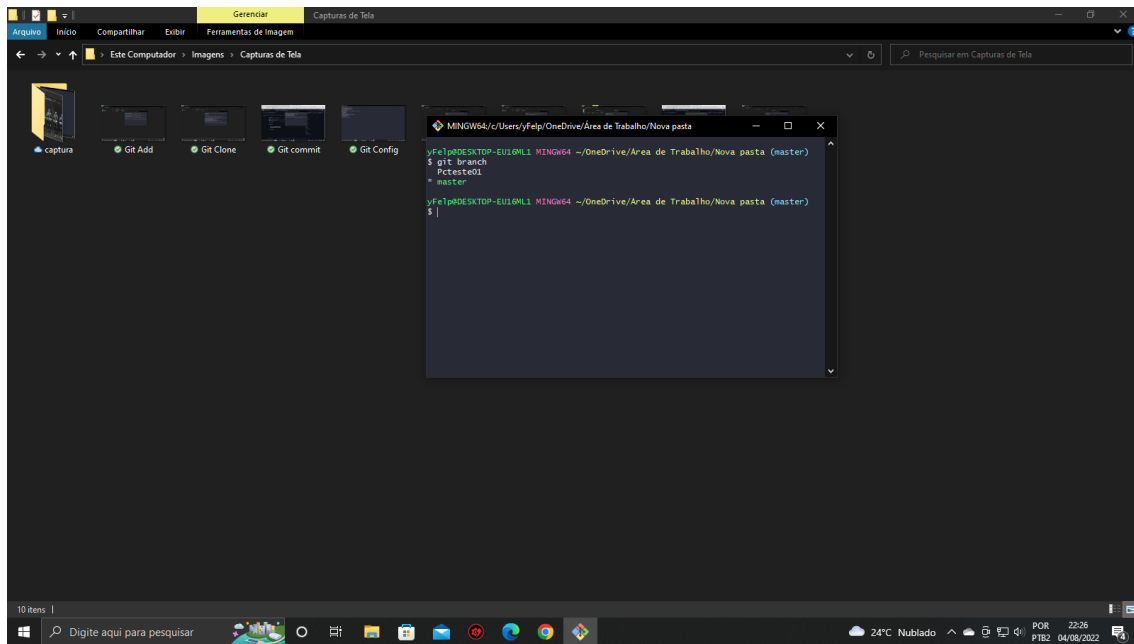 Gerenciar
Capturas de Tela
Arquivo Início Compartilhar Exibir Ferramentas de Imagem
Este Computador › Imagens › Capturas de Tela
Pesquisar em Capturas de Tela
captura
Git Add
Git Clone
Git commit
Git Config
MINGW64:/c/Users/yFelp/OneDrive/Área de Trabalho/Nova pasta
yFelp@DESKTOP-EU16ML1 MINGW64 ~/OneDrive/Área de Trabalho/Nova pasta (master)
$ git branch
Pcteste01
* master
yFelp@DESKTOP-EU16ML1 MINGW64 ~/OneDrive/Área de Trabalho/Nova pasta (master)
$
10 itens
Digite aqui para pesquisar
24°C Nublado
POR
PTB2
22:26
04/08/2022